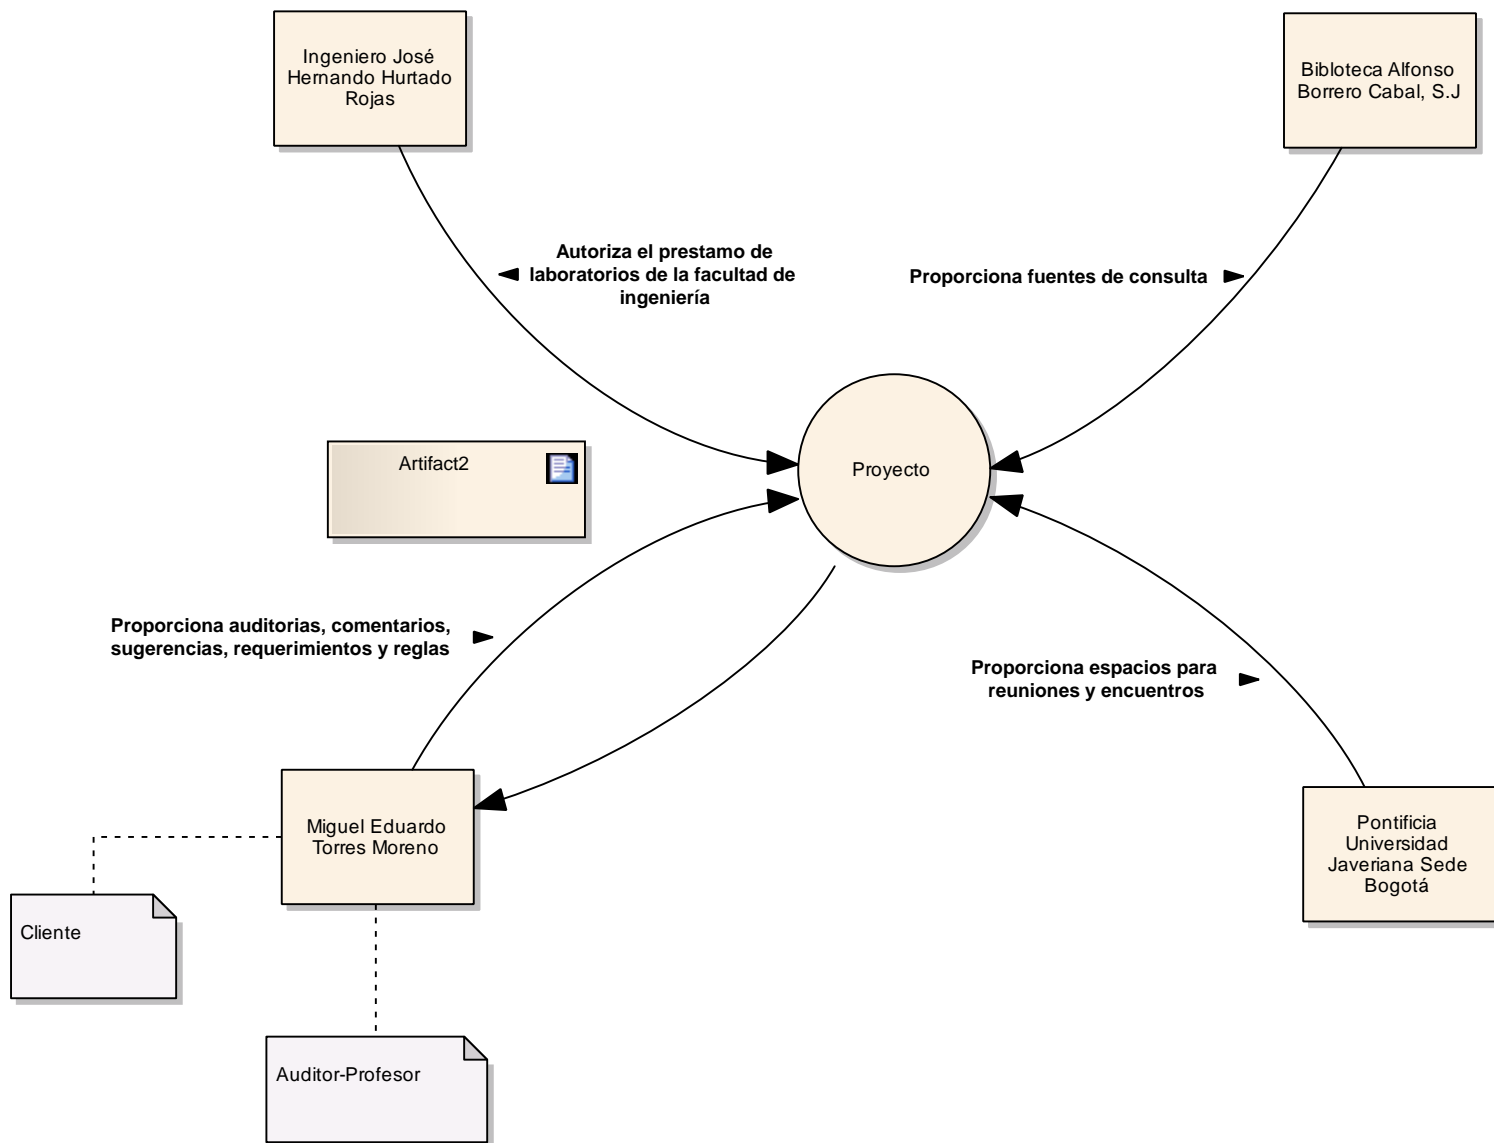 Ingeniero José
Hernando Hurtado
Rojas
Bibloteca Alfonso
Borrero Cabal, S.J
Autoriza el prestamo de
laboratorios de la facultad de
ingeniería
Proporciona fuentes de consulta
Artifact2
Proyecto
Proporciona auditorias, comentarios,
sugerencias, requerimientos y reglas
Proporciona espacios para
reuniones y encuentros
Miguel Eduardo
Torres Moreno
Pontificia
Universidad
Javeriana Sede
Bogotá
Cliente
Auditor-Profesor